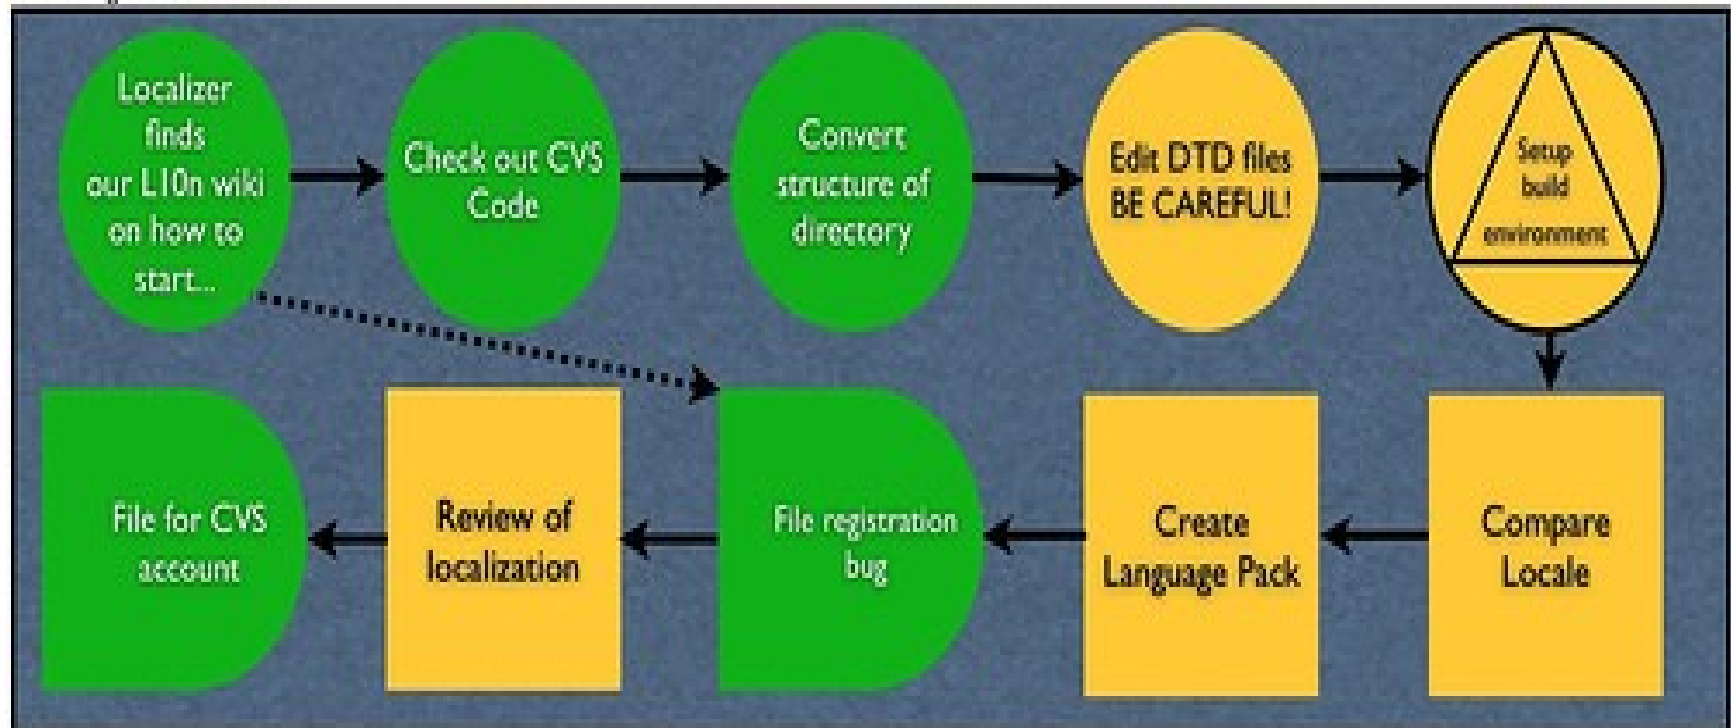 Localizer
finds
our L10n wiki
on how to
start...
Check out CVS
Code
Convert
structure of
directory
Edit DTD files
BE CAREFUL!
Setup
build
environment
File for CVS
account
Review of
localization
File registration
bug
Create
Language Pack
Compare
Locale